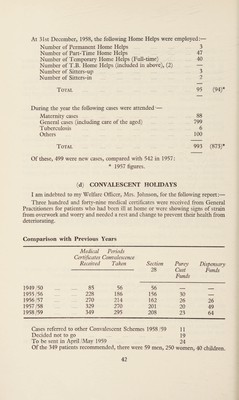 At 31st December, 1958, the following Home Helps were employed:—
Number of Permanent Home Helps 3
Number of Part-Time Home Helps 47
Number of Temporary Home Helps (Full-time) 40
Number of T.B. Home Helps (included in above), (2) —
Number of Sitters-up 3
Number of Sitters-in 2
TOTAL 95 (94)*
During the year the following cases were attended:—
Maternity cases 88
General cases (including care of the aged) 799
Tuberculosis 6
Others 100
TOTAL 993 (873)*
Of these, 499 were new cases, compared with 542 in 1957:
* 1957 figures.
(d) CONVALESCENT HOLIDAYS
I am indebted to my Welfare Officer, Mrs. Johnson, for the following report:—
Three hundred and forty-nine medical certificates were received from General
Practitioners for patients who had been ill at home or were showing signs of strain
from overwork and worry and needed a rest and change to prevent their health from
deteriorating.
Comparison with Previous Years
Medical Periods
Certificates Convalescence
Received Taken Section Purey Dispensary
28 Cust Funds
Funds
1949/50 85 56 56 — —
1955/56 228 186 156 30 —
1956/57 270 214 162 26 26
1957/58 329 270 201 20 49
1958/59 349 295 208 23 64
Cases referred to other Convalescent Schemes 1958/59 11
Decided not to go 19
To be sent in April/May 1959 24
Of the 349 patients recommended, there were 59 men, 250 women, 40 children.
42